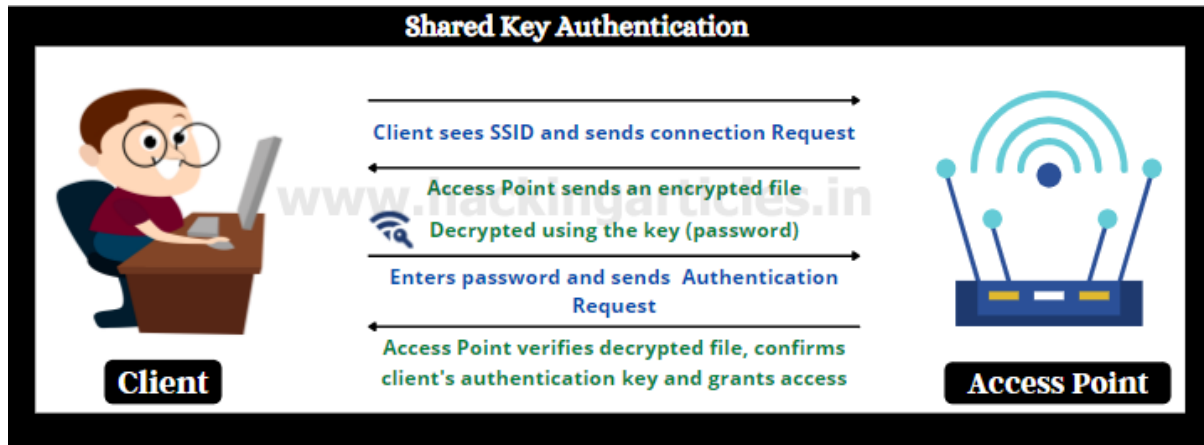 Shared Key Authentication
Client sees SSID and sends connection Request
Access Point sends an encrypted file
www.hackingarticles.in
Decrypted using the key (password)
Enters password and sends Authentication
Request
Access Point verifies decrypted file, confirms
client's authentication key and grants access
Client
Access Point